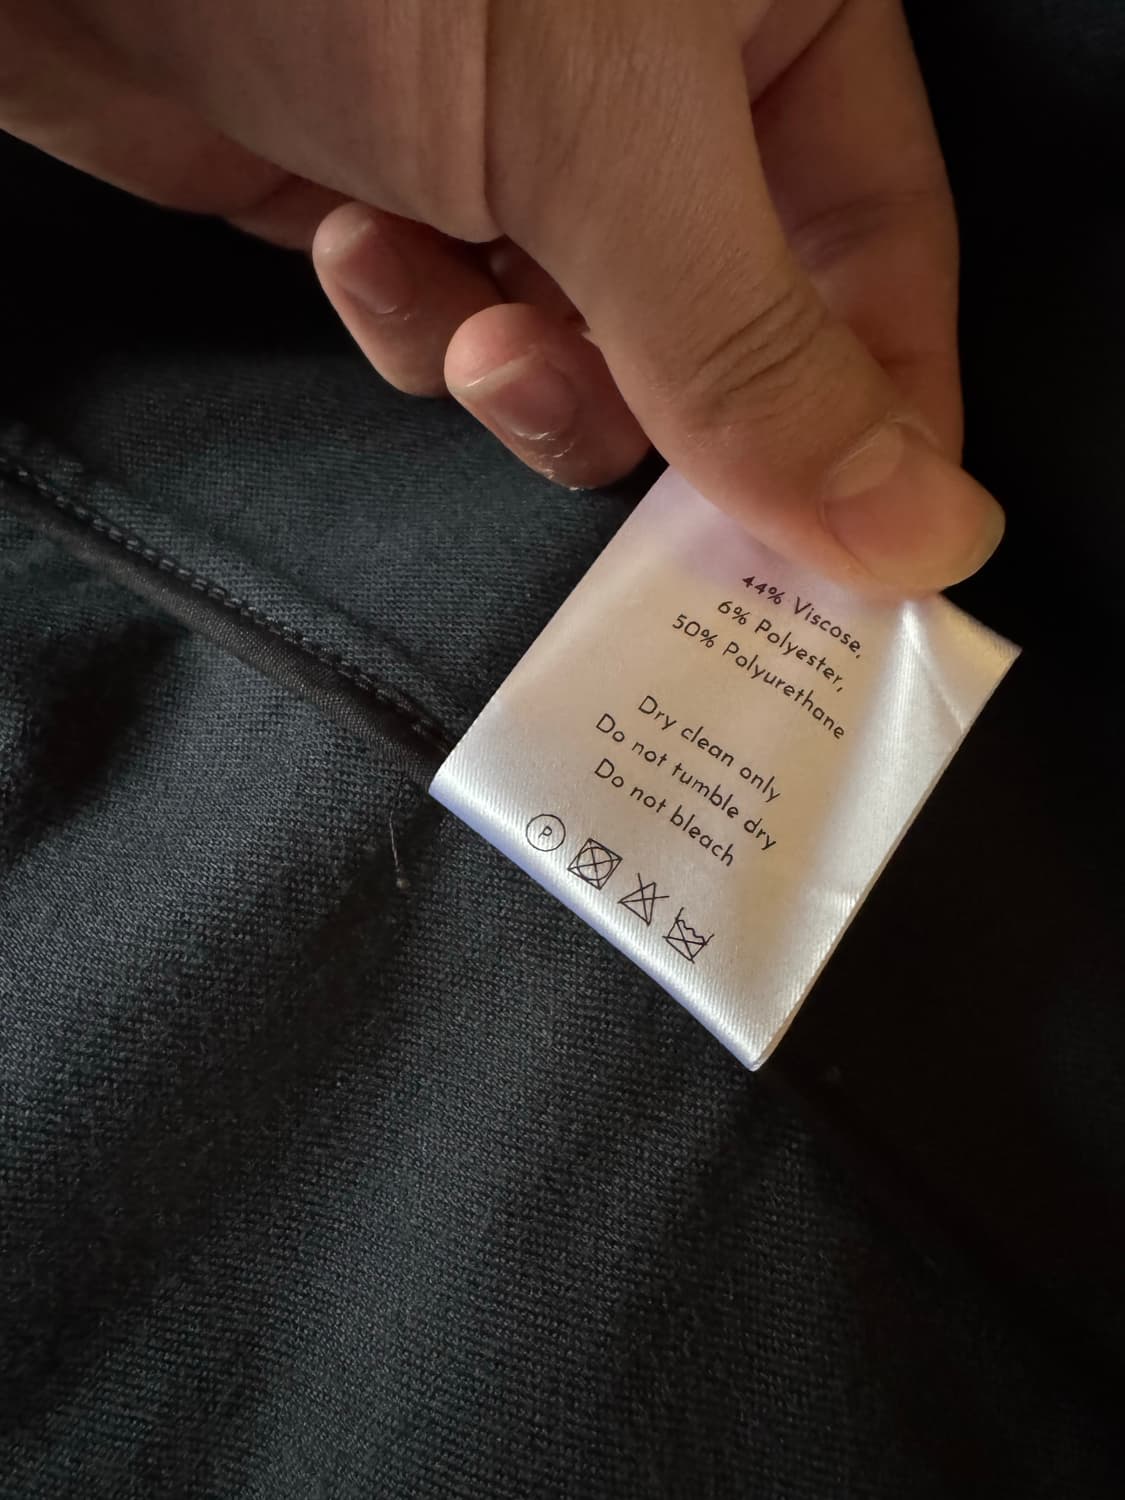 44% Viscose,
6% Polyester,
50% Polyurethane
Dry clean only
Do not tumble dry
Do not bleach
P